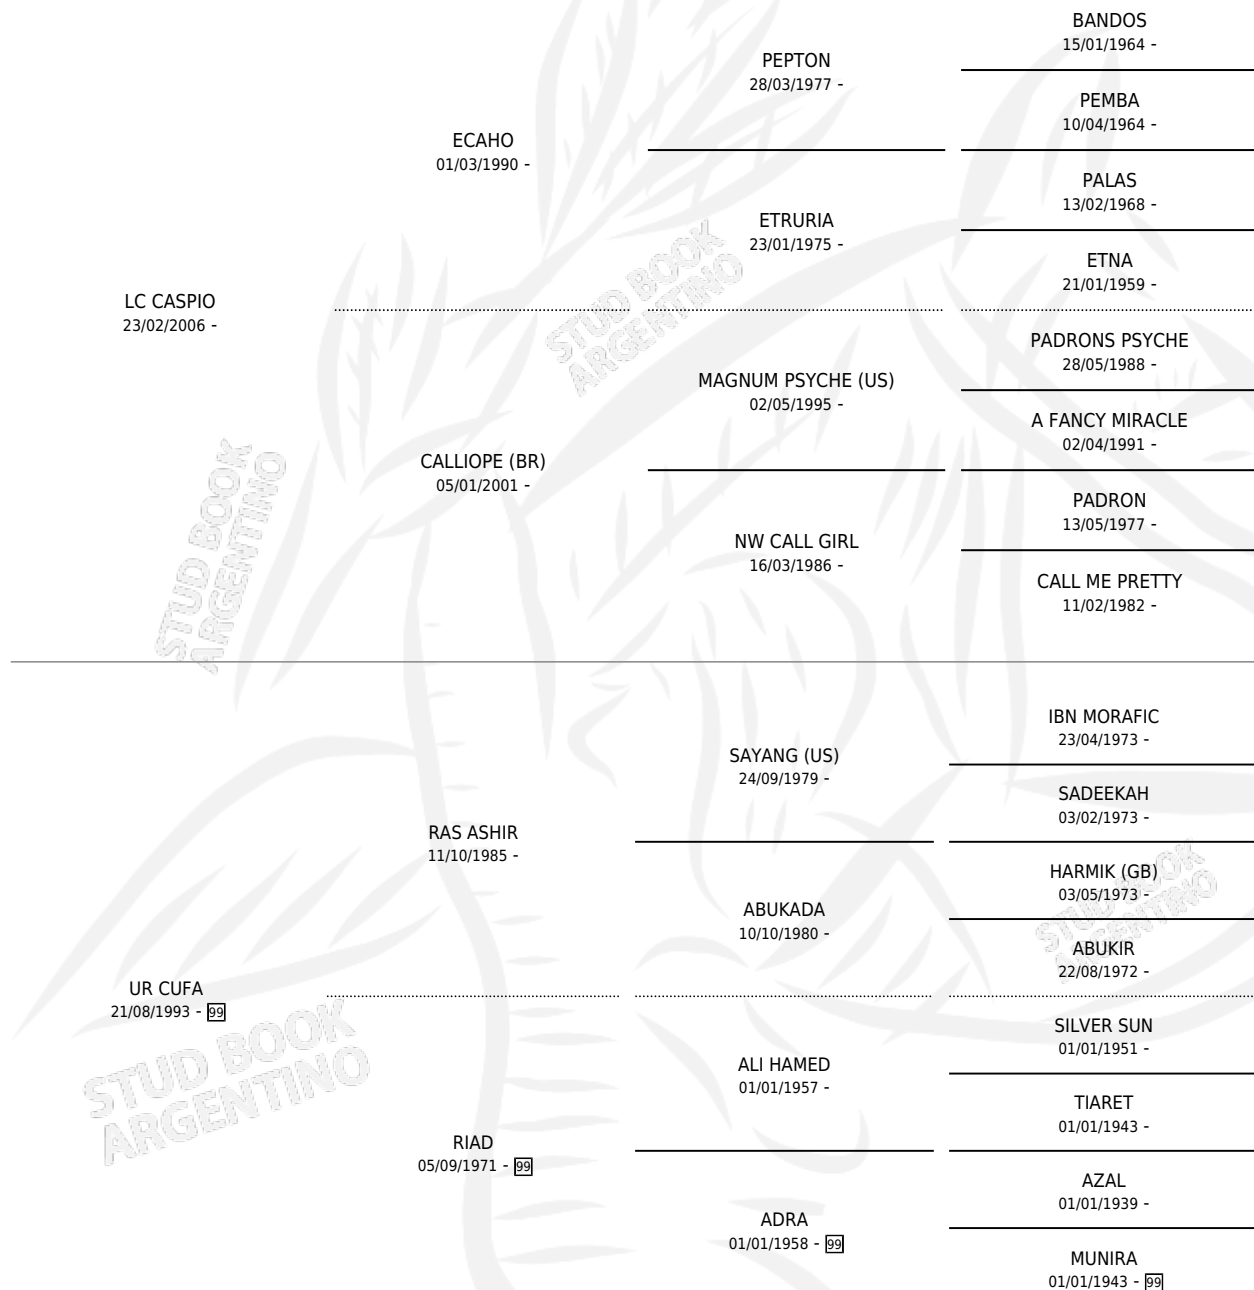 BANDOS
15/01/1964 -
PEPTON
28/03/1977 -
PEMBA
10/04/1964 -
ECAHO
01/03/1990 -
PALAS
13/02/1968 -
ETRURIA
23/01/1975 -
ETNA
21/01/1959 -
LC CASPIO
23/02/2006 -
STUD BOOK
ARGENTINO
PADRONS PSYCHE
28/05/1988 -
MAGNUM PSYCHE (US)
02/05/1995 -
A FANCY MIRACLE
02/04/1991 -
CALLIOPE (BR)
05/01/2001 -
PADRON
13/05/1977 -
NW CALL GIRL
16/03/1986 -
CALL ME PRETTY
11/02/1982 -
STUD BOOK
ARGENTINO
IBN MORAFIC
23/04/1973 -
SAYANG (US)
24/09/1979 -
SADEEKAH
03/02/1973 -
RAS ASHIR
11/10/1985 -
HARMIK (GB)
03/05/1973 -
ABUKADA
10/10/1980 -
ABUKIR
22/08/1972 -
STUD BOOK
ARGENTINO
UR CUFA
21/08/1993 - 99
SILVER SUN
01/01/1951 -
ALI HAMED
01/01/1957 -
TIARET
01/01/1943 -
STUD BOOK
ARGENTINO
RIAD
05/09/1971 - 99
AZAL
01/01/1939 -
ADRA
01/01/1958 - 99
MUNIRA
01/01/1943 - 99